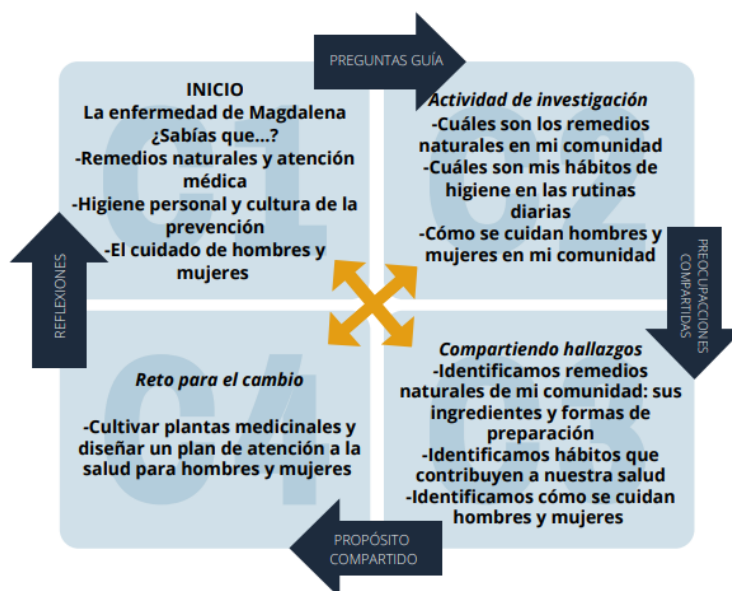 PREGUNTAS GUÍA
C1
INICIO
La enfermedad de Magdalena
¿Sabías que...?
-Remedios naturales y atención
médica
-Higiene personal y cultura de la
prevención
-El cuidado de hombres y
mujeres
C2
Actividad de investigación
-Cuáles son los remedios
naturales en mi comunidad
-Cuáles son mis hábitos de
higiene en las rutinas
diarias
-Cómo se cuidan hombres y
mujeres en mi comunidad
PREOCUPACCIONES
COMPARTIDAS
C3
Compartiendo hallazgos
-Identificamos remedios
naturales de mi comunidad: sus
ingredientes y formas de
preparación
-Identificamos hábitos que
contribuyen a nuestra salud
-Identificamos cómo se cuidan
hombres y mujeres
PROPÓSITO
COMPARTIDO
C4
Reto para el cambio
-Cultivar plantas medicinales y
diseñar un plan de atención a la
salud para hombres y mujeres
REFLEXIONES